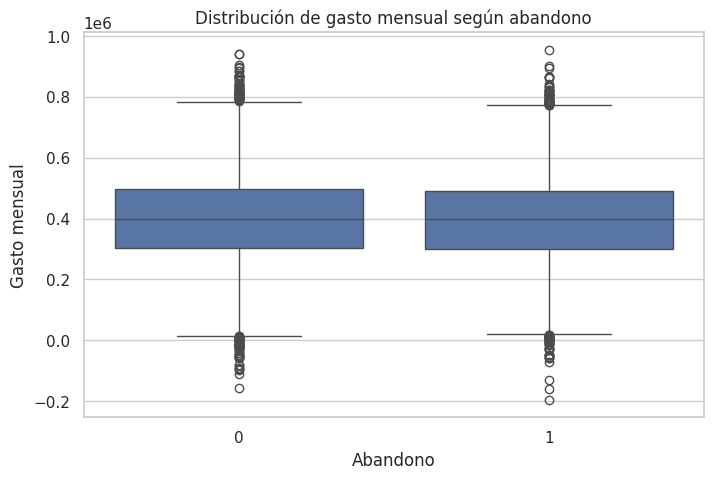 Distribución de gasto mensual según abandono
1e6
1.0
0.8
0.6
0.4
0.2
0.0
−0.2
Gasto mensual
0
1
Abandono